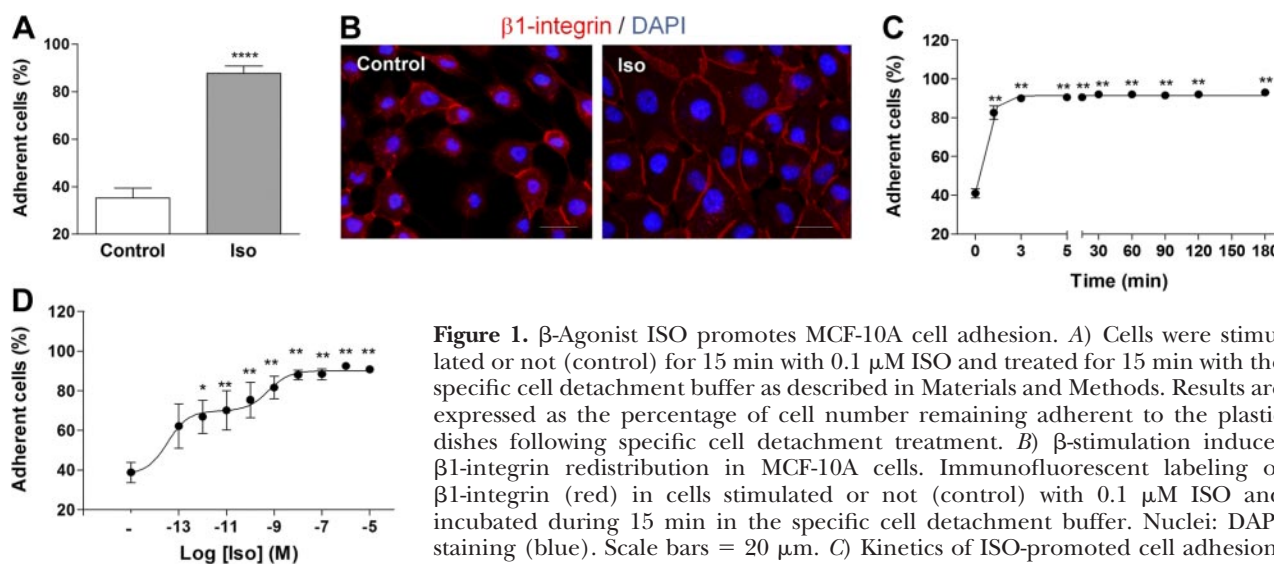 A
100
80
60
40
20
Adherent cells (%)
****
Control
Iso
B
β1-integrin / DAPI
Control
Iso
C
120
100
80
60
40
20
Adherent cells (%)
** ** ** ** ** ** ** ** **
0 3 5 30 60 90 120 150 180
Time (min)
D
120
100
80
60
40
20
Adherent cells (%)
* ** ** ** ** ** ** **
- -13 -11 -9 -7 -5
Log [Iso] (M)
Figure 1. β-Agonist ISO promotes MCF-10A cell adhesion. A) Cells were stimu
lated or not (control) for 15 min with 0.1 μM ISO and treated for 15 min with the
specific cell detachment buffer as described in Materials and Methods. Results are
expressed as the percentage of cell number remaining adherent to the plasti
dishes following specific cell detachment treatment. B) β-stimulation induce
β1-integrin redistribution in MCF-10A cells. Immunofluorescent labeling o
β1-integrin (red) in cells stimulated or not (control) with 0.1 μM ISO and
incubated during 15 min in the specific cell detachment buffer. Nuclei: DAP
staining (blue). Scale bars = 20 μm. C) Kinetics of ISO-promoted cell adhesion